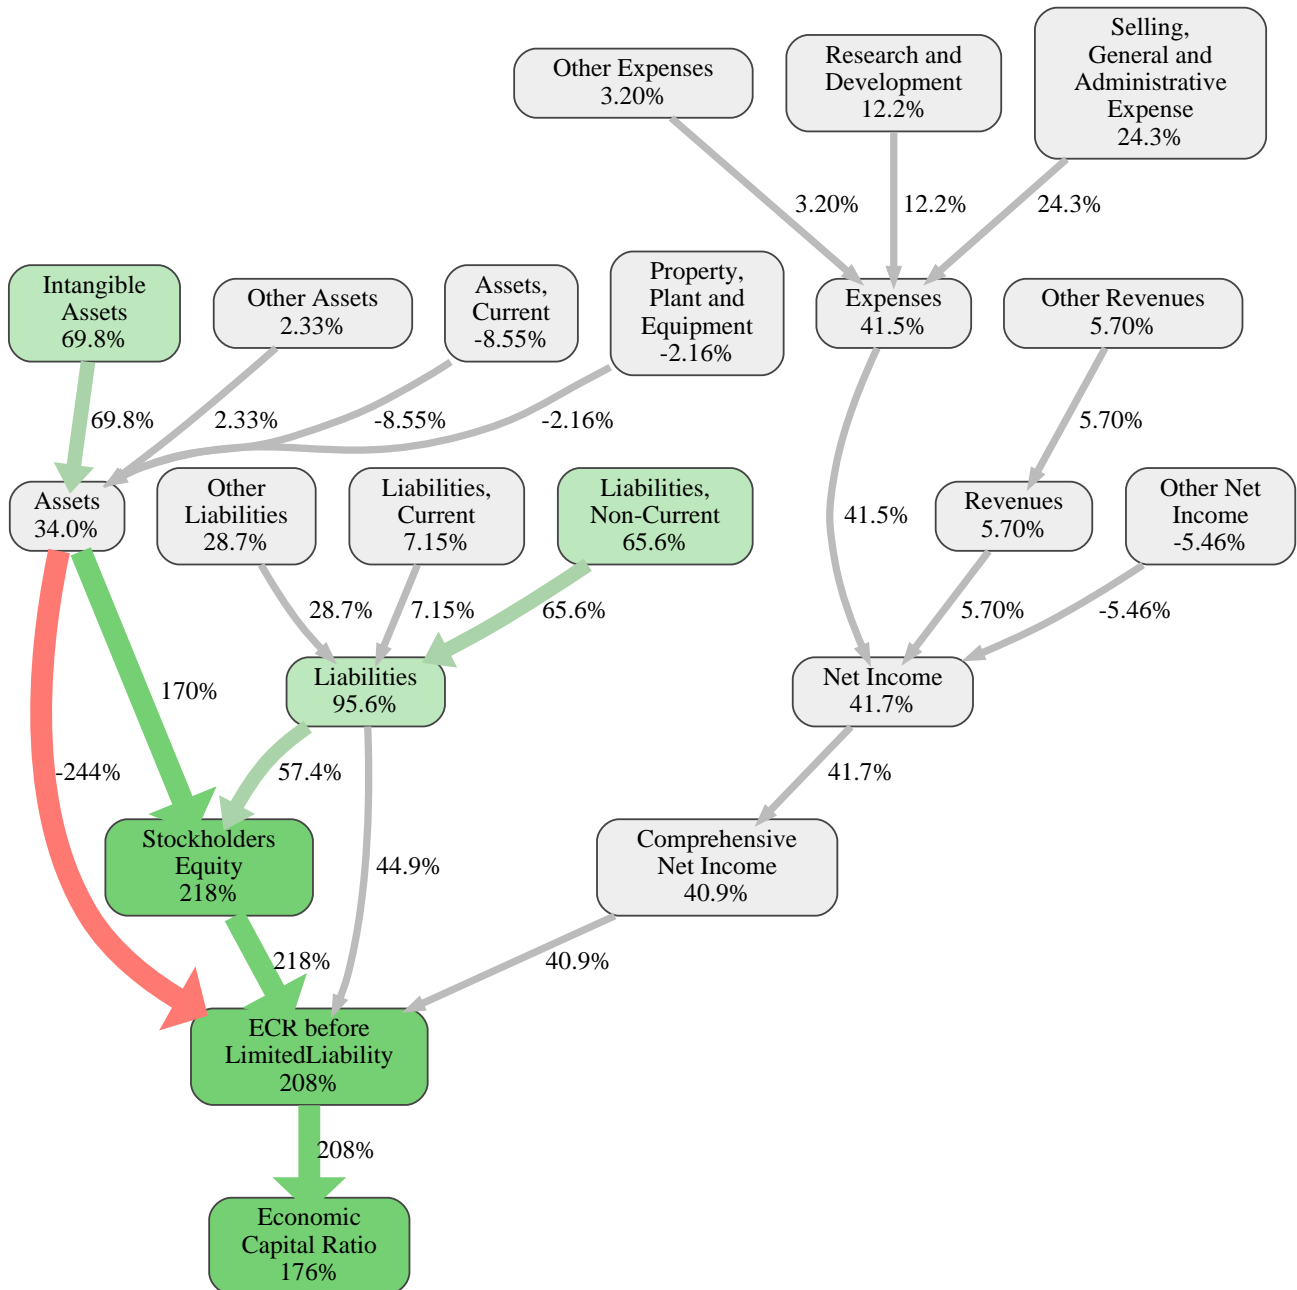 Other Expenses
3.20%
Research and
Development
12.2%
Selling,
General and
Administrative
Expense
24.3%
3.20%
12.2%
24.3%
Intangible
Assets
69.8%
Other Assets
2.33%
Assets,
Current
-8.55%
Property,
Plant and
Equipment
-2.16%
Expenses
41.5%
Other Revenues
5.70%
69.8%
2.33%
-8.55%
-2.16%
5.70%
Assets
34.0%
Other
Liabilities
28.7%
Liabilities,
Current
7.15%
Liabilities,
Non-Current
65.6%
41.5%
Revenues
5.70%
Other Net
Income
-5.46%
28.7%
7.15%
65.6%
5.70%
-5.46%
170%
Liabilities
95.6%
Net Income
41.7%
-244%
57.4%
41.7%
Stockholders
Equity
218%
44.9%
Comprehensive
Net Income
40.9%
218%
40.9%
ECR before
LimitedLiability
208%
208%
Economic
Capital Ratio
176%